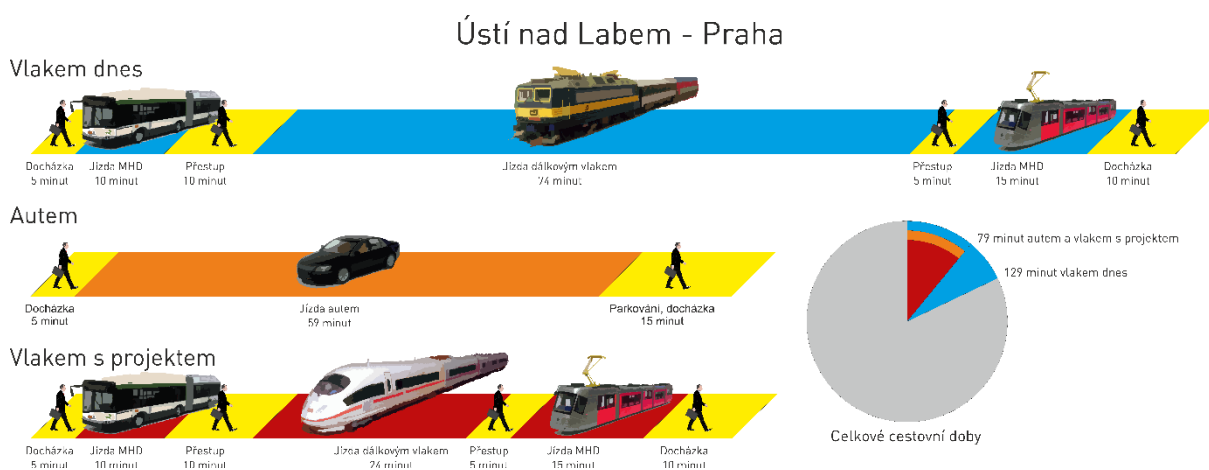 Ústí nad Labem - Praha
Vlakem dnes
Docházka Jízda MHD Přestup Jízda dálkovým vlakem Přestup Jízda MHD Docházka
5 minut 10 minut 10 minut 74 minut 5 minut 15 minut 10 minut
Autem
Docházka Jízda autem Parkování, docházka
5 minut 59 minut 15 minut
79 minut autem a vlakem s projektem
129 minut vlakem dnes
Celkové cestovní doby
Vlakem s projektem
Docházka Jízda MHD Přestup Jízda dálkovým vlakem Přestup Jízda MHD Docházka
5 minut 10 minut 10 minut 24 minut 5 minut 15 minut 10 minut